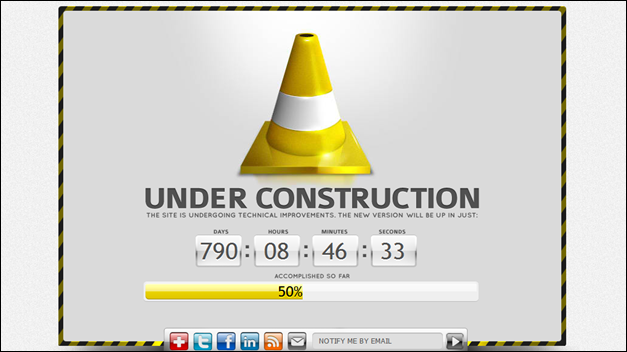 UNDER CONSTRUCTION
THE SITE IS UNDERGOING TECHNICAL IMPROVEMENTS. THE NEW VERSION WILL BE UP IN JUST:
DAYS HOURS MINUTES SECONDS
790 : 08 : 46 : 33
ACCOMPLISHED SO FAR
50%
NOTIFY ME BY EMAIL